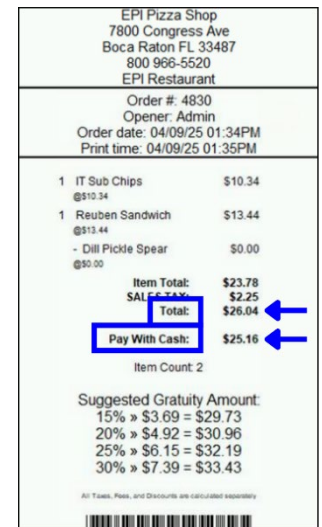 EPI Pizza Shop
7800 Congress Ave
Boca Raton FL 33487
800 966-5520
EPI Restaurant
Order #: 4830
Opener: Admin
Order date: 04/09/25 01:34PM
Print time: 04/09/25 01:35PM
1 IT Sub Chips $10.34
@$10.34
1 Reuben Sandwich $13.44
@$13.44
- Dill Pickle Spear $0.00
@$0.00
Item Total: $23.78
SALES TAX: $2.25
Total: $26.04
Pay With Cash: $25.16
Item Count: 2
Suggested Gratuity Amount:
15% » $3.69 = $29.73
20% » $4.92 = $30.96
25% » $6.15 = $32.19
30% » $7.39 = $33.43
All Taxes, Fees, and Discounts are calculated separately